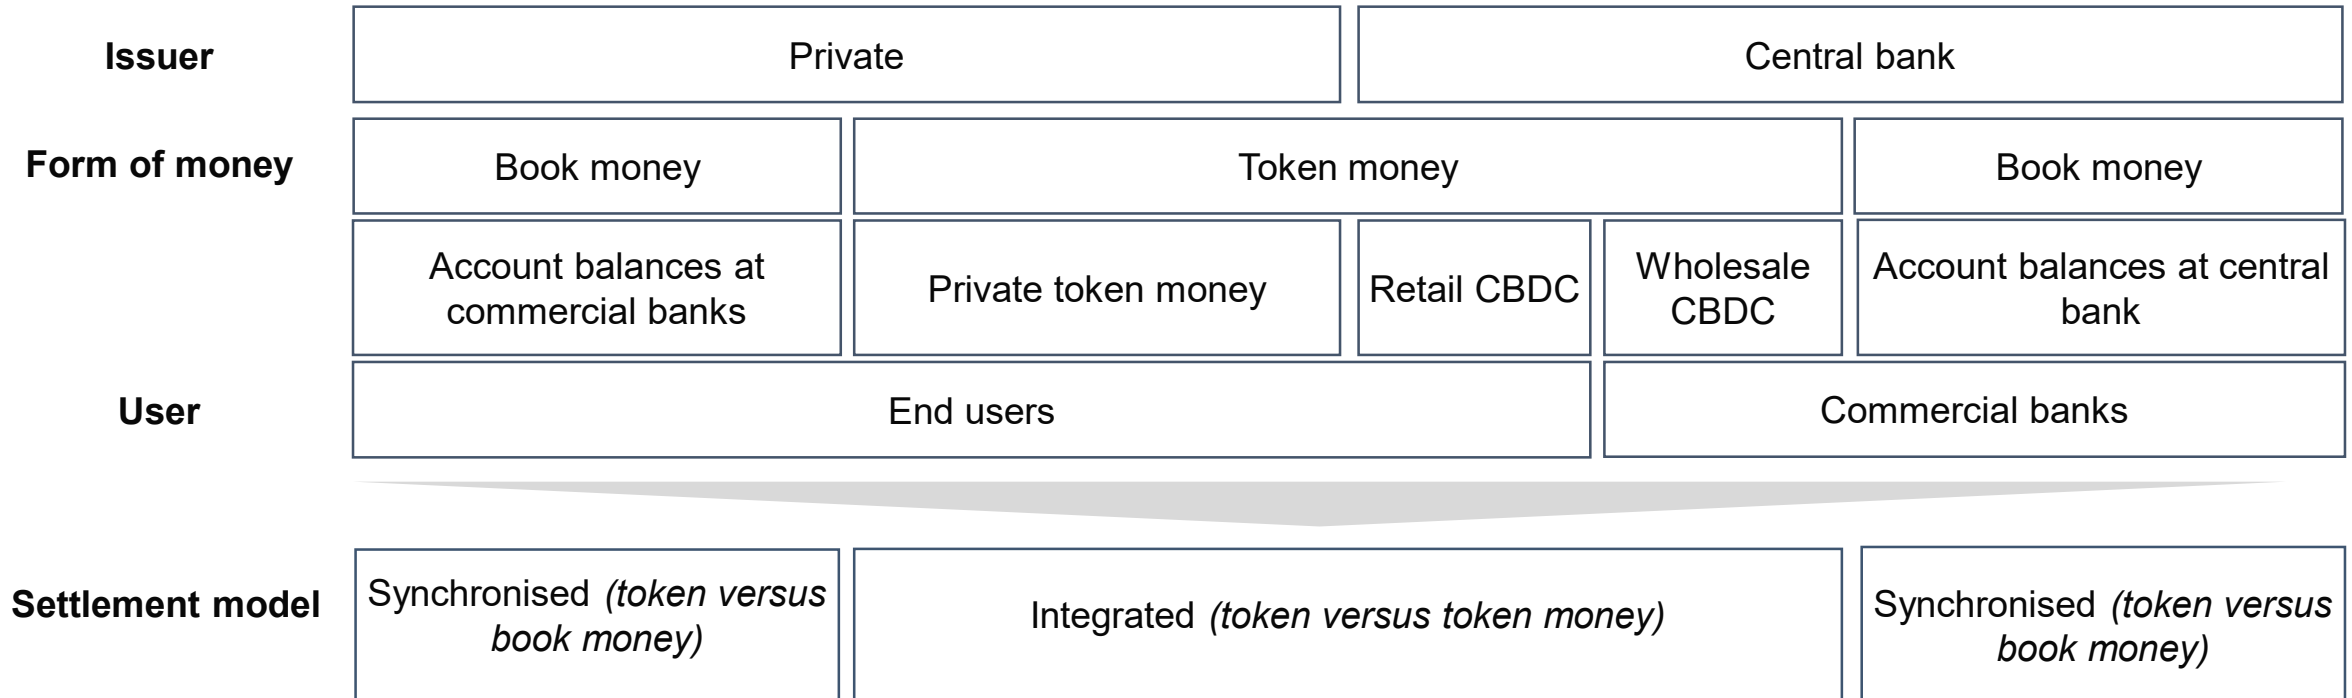 Issuer
Private
Central bank
Form of money
Book money
Token money
Book money
Account balances at
commercial banks
Private token money
Retail CBDC
Wholesale
CBDC
Account balances at central
bank
User
End users
Commercial banks
Settlement model
Synchronised (token versus
book money)
Integrated (token versus token money)
Synchronised (token versus
book money)